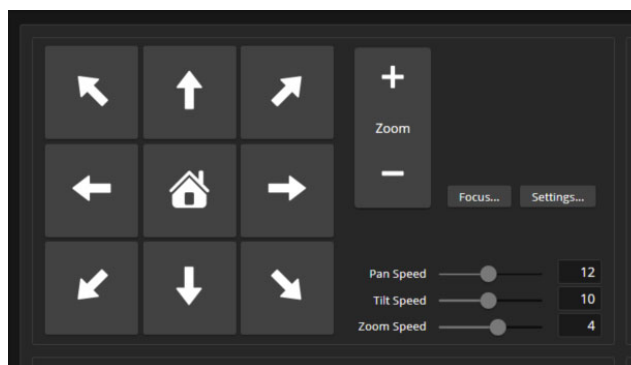 +
Zoom
−
Focus... Settings...
Pan Speed 12
Tilt Speed 10
Zoom Speed 4